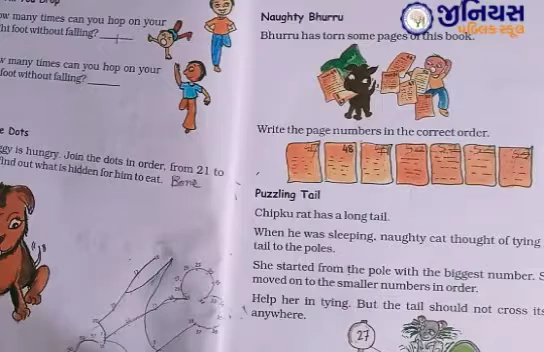 ow many times can you hop on your
ht foot without falling?
w many times can you hop on your
foot without falling?
e Dots
ggy is hungry. Join the dots in order, from 21 to
find out what is hidden for him to eat. Bone
Naughty Bhurru
Bhurru has torn some pages of this book.
Write the page numbers in the correct order.
48
Puzzling Tail
Chipku rat has a long tail.
When he was sleeping, naughty cat thought of tying
tail to the poles.
She started from the pole with the biggest number. S
moved on to the smaller numbers in order.
Help her in tying. But the tail should not cross its
anywhere.
27
જીનિયસ
પબ્લિક સ્કૂલ